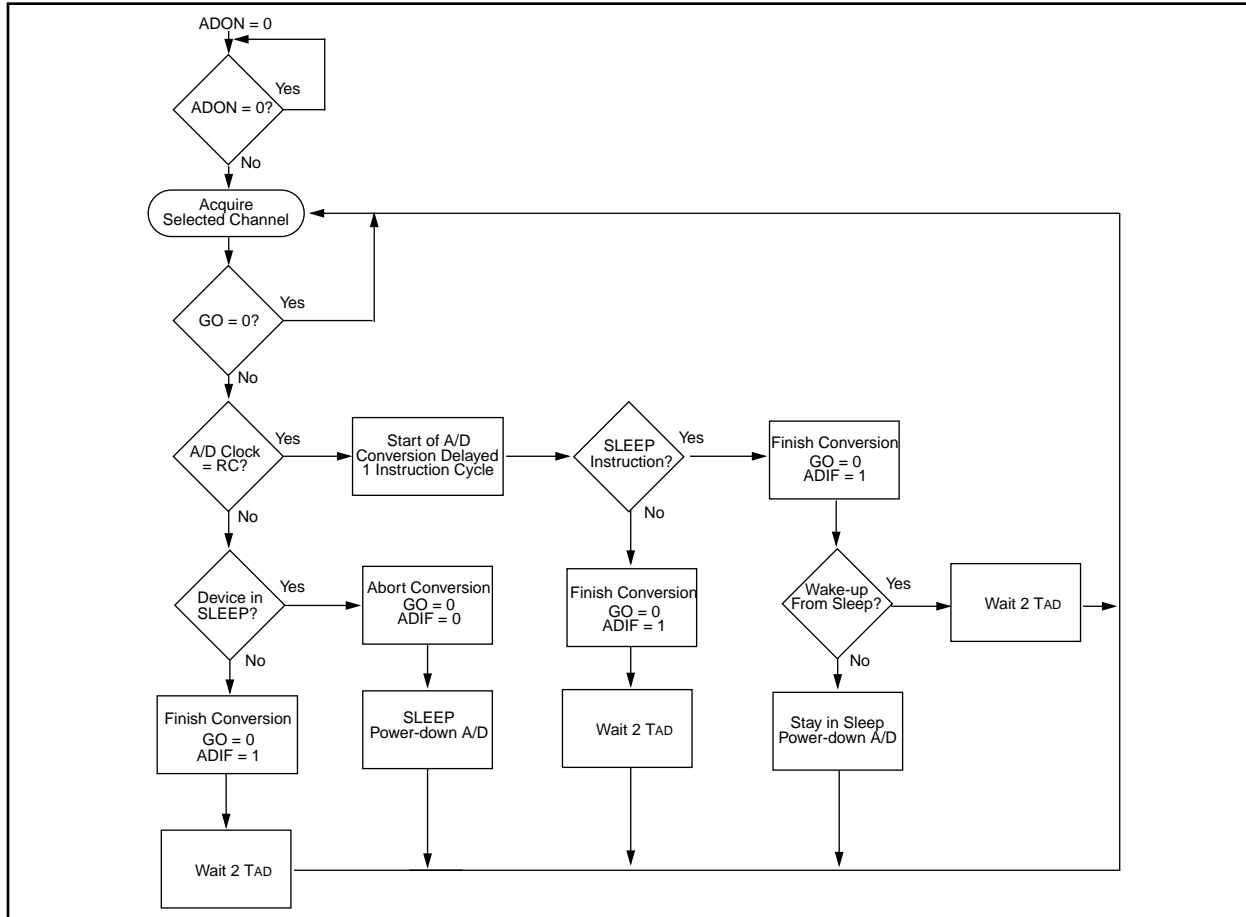 ADON = 0
Yes
ADON = 0?
No
Acquire
Selected Channel
Yes
GO = 0?
No
A/D Clock
= RC?
Yes
Start of A/D
Conversion Delayed
1 Instruction Cycle
SLEEP
Instruction?
Yes
Finish Conversion
GO = 0
ADIF = 1
No
No
Device in
SLEEP?
Yes
Abort Conversion
GO = 0
ADIF = 0
Finish Conversion
GO = 0
ADIF = 1
Wake-up
From Sleep?
Yes
Wait 2 TAD
No
No
Finish Conversion
GO = 0
ADIF = 1
SLEEP
Power-down A/D
Wait 2 TAD
Stay in Sleep
Power-down A/D
Wait 2 TAD